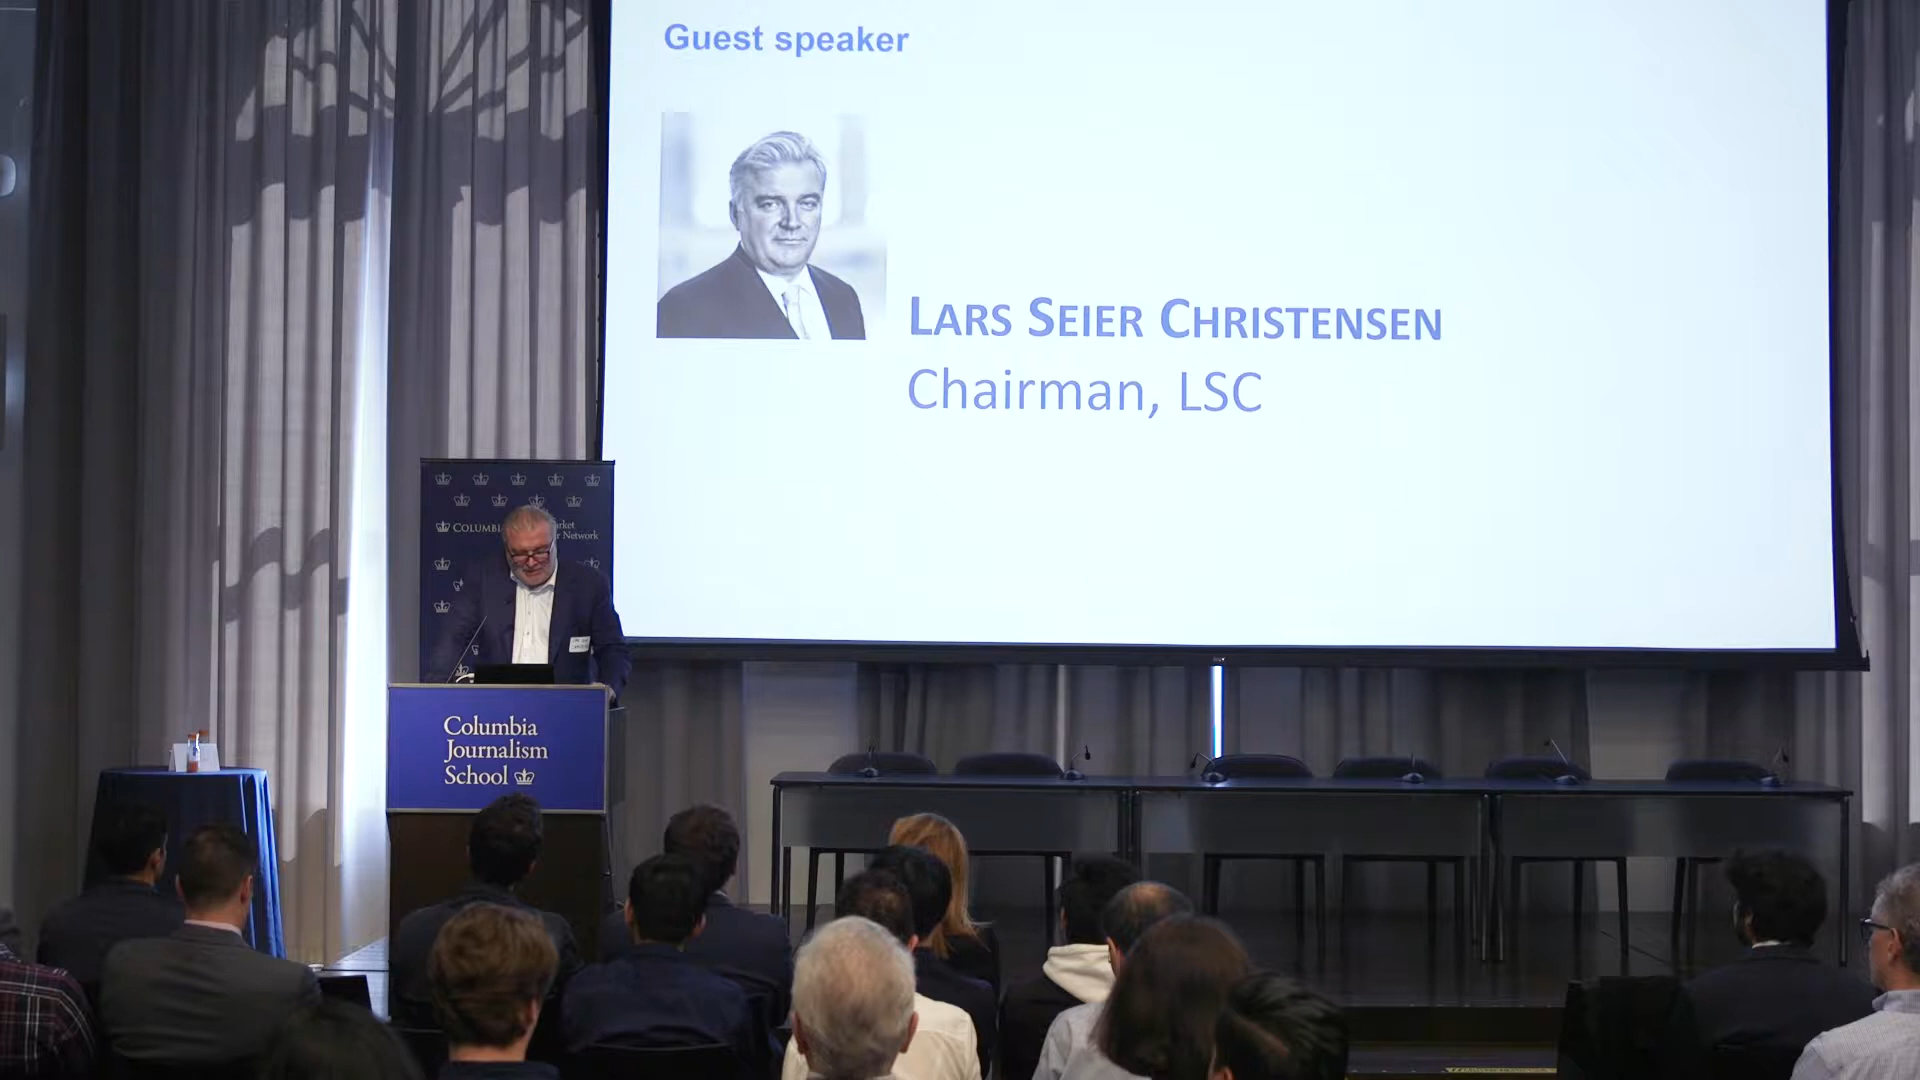 Guest speaker
LARS SEIER CHRISTENSEN
Chairman, LSC
Columbia
Journalism
School